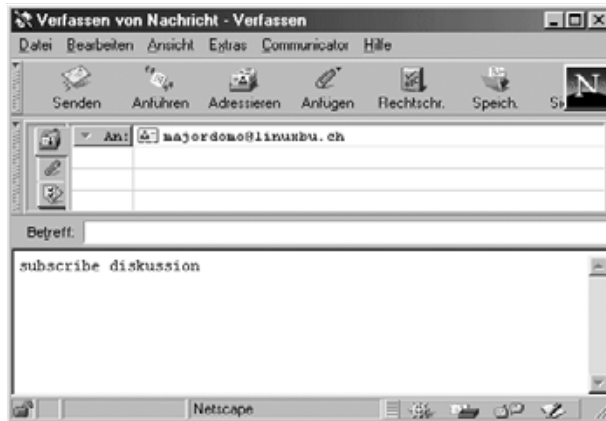 Verfassen von Nachricht - Verfassen
Datei Bearbeiten Ansicht Extras Communicator Hilfe
Senden Anführen Adressieren Anfügen Rechtschr. Speich. Si N
An: majordomo@linuxbu.ch
Betreff:
subscribe diskussion
Netscape